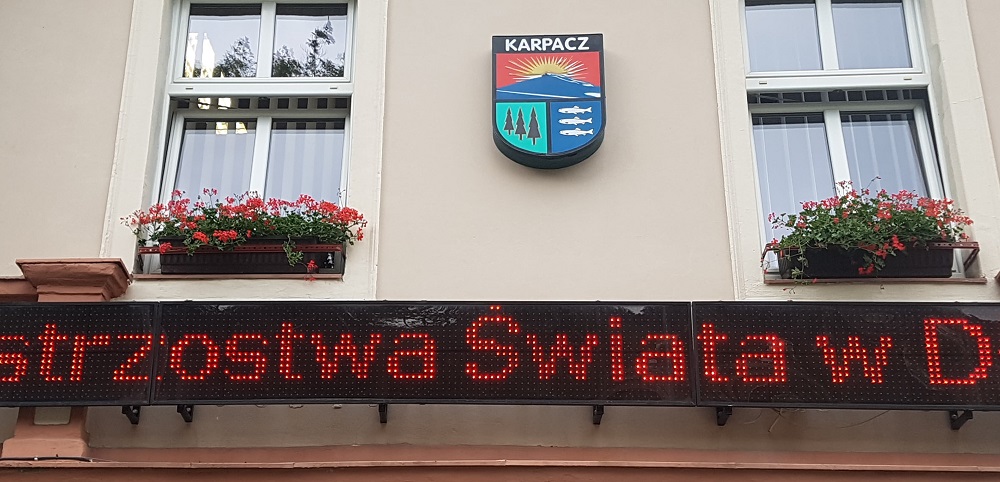 KARPACZ
strzostwa Świata w D